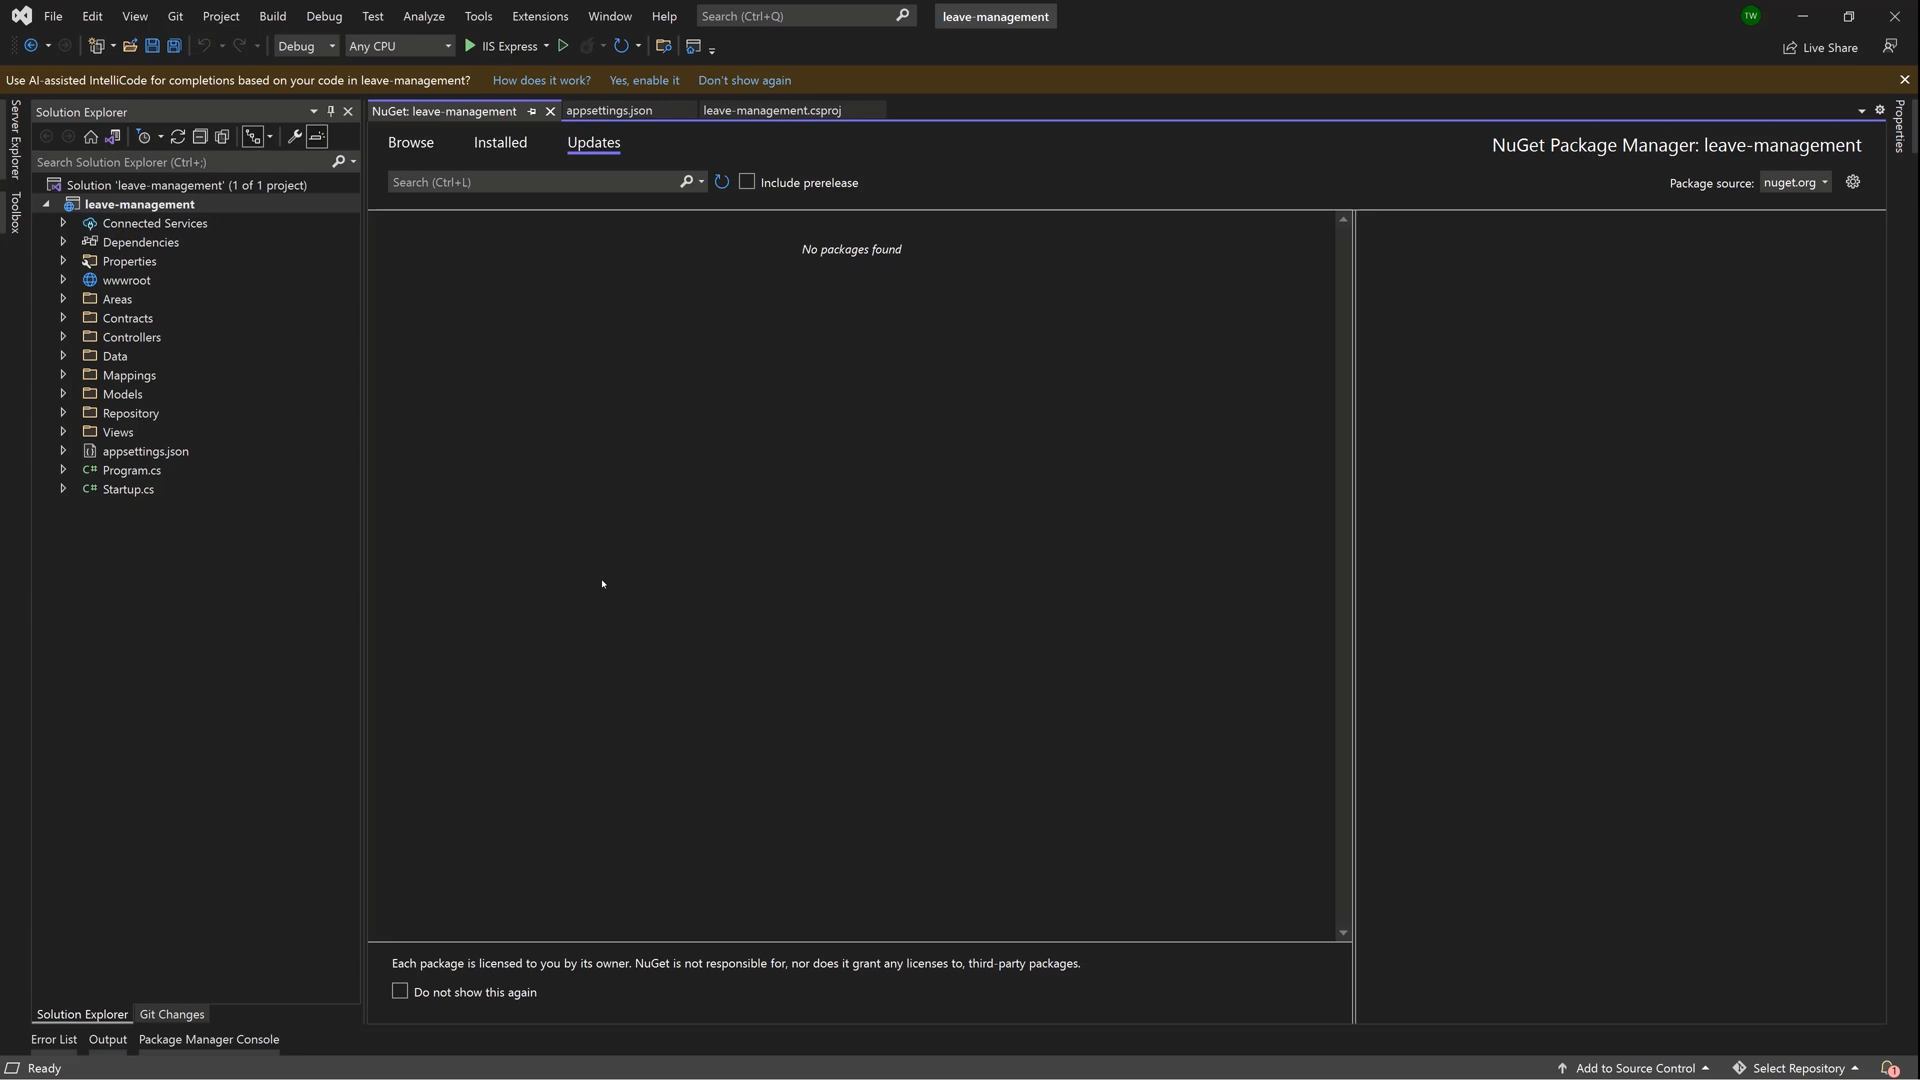 File Edit View Git Project Build Debug Test Analyze Tools Extensions Window Help Search (Ctrl+Q) leave-management TW
Debug Any CPU IIS Express Live Share
Use AI-assisted IntelliCode for completions based on your code in leave-management? How does it work? Yes, enable it Don't show again
Server Explorer
Toolbox
Solution Explorer
Search Solution Explorer (Ctrl+;)
Solution 'leave-management' (1 of 1 project)
leave-management
Connected Services
Dependencies
Properties
wwwroot
Areas
Contracts
Controllers
Data
Mappings
Models
Repository
Views
appsettings.json
C# Program.cs
C# Startup.cs
Solution Explorer Git Changes
NuGet: leave-management appsettings.json leave-management.csproj
Browse Installed Updates
NuGet Package Manager: leave-management
Search (Ctrl+L) Include prerelease
Package source: nuget.org
No packages found
Each package is licensed to you by its owner. NuGet is not responsible for, nor does it grant any licenses to, third-party packages.
Do not show this again
Properties
Error List Output Package Manager Console
Ready Add to Source Control Select Repository 1